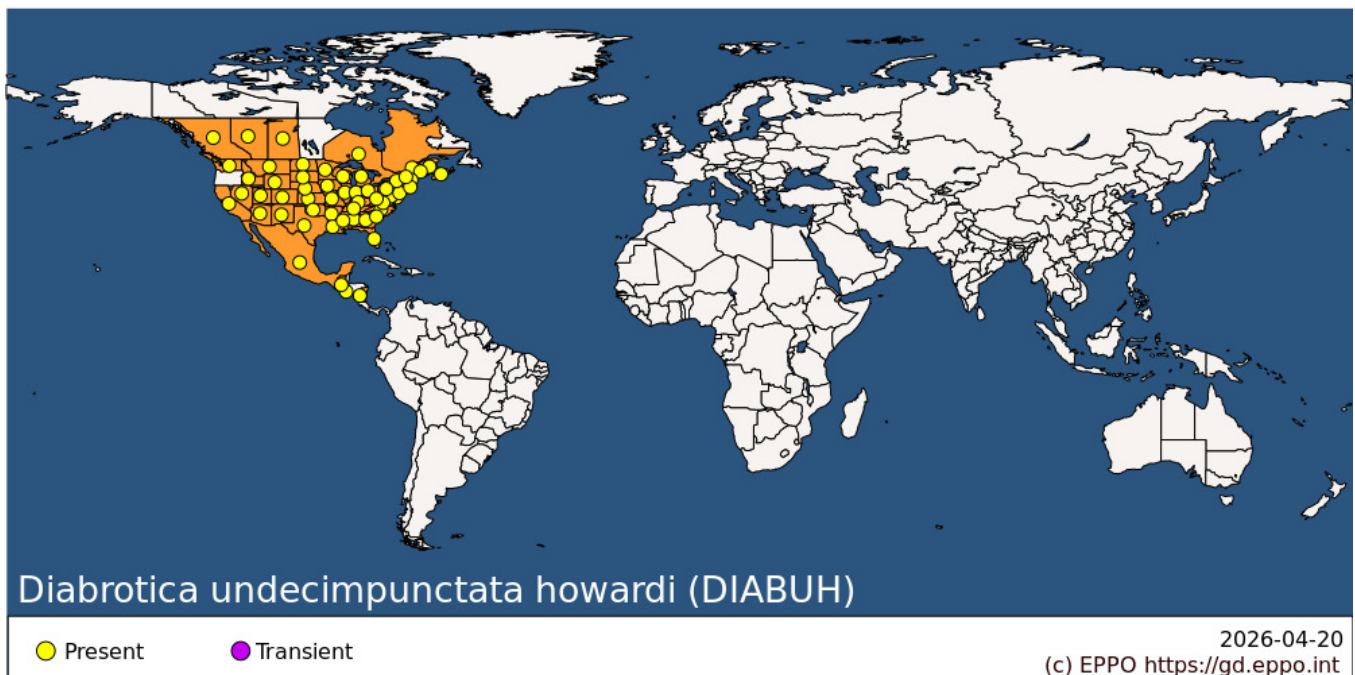 Diabrotica undecimpunctata howardi (DIABUH)
Present
Transient
2026-04-20
(c) EPPO https://gd.eppo.int